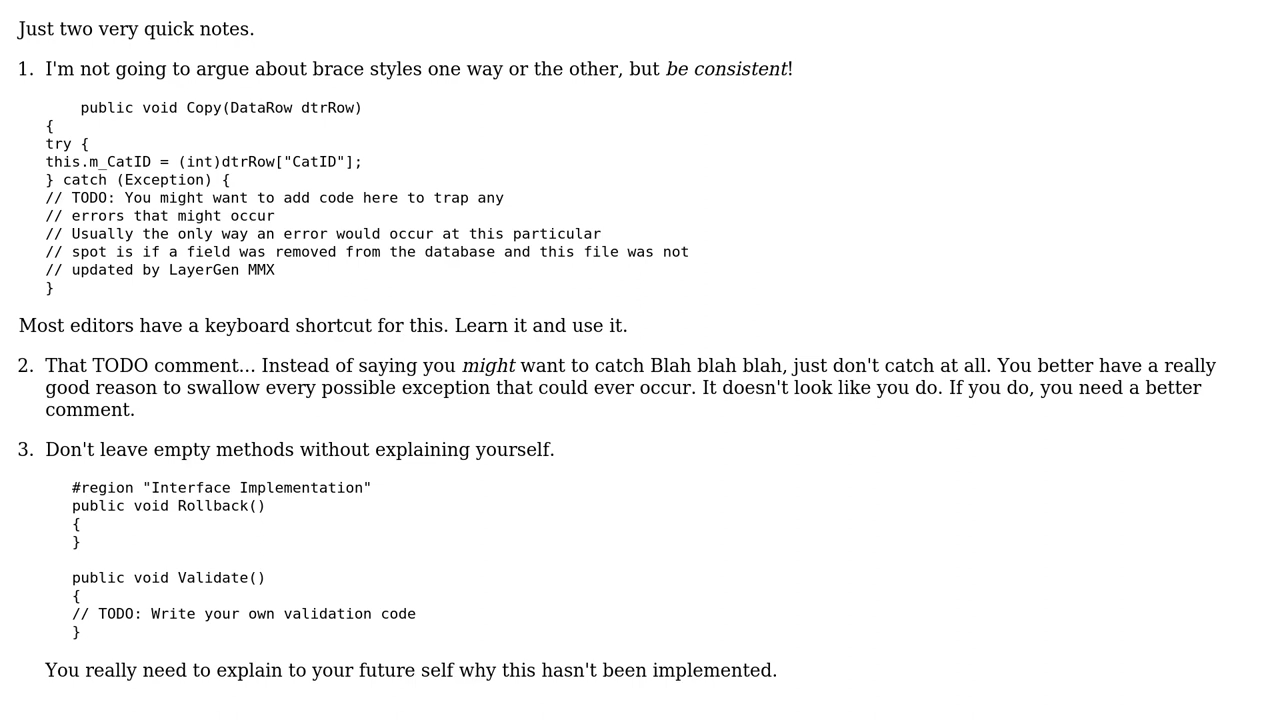 Just two very quick notes.
1. I'm not going to argue about brace styles one way or the other, but be consistent!
public void Copy(DataRow dtrRow)
{
try {
this.m_CatID = (int)dtrRow["CatID"];
} catch (Exception) {
// TODO: You might want to add code here to trap any
// errors that might occur
// Usually the only way an error would occur at this particular
// spot is if a field was removed from the database and this file was not
// updated by LayerGen MMX
}
Most editors have a keyboard shortcut for this. Learn it and use it.
2. That TODO comment... Instead of saying you might want to catch Blah blah blah, just don't catch at all. You better have a really
good reason to swallow every possible exception that could ever occur. It doesn't look like you do. If you do, you need a better
comment.
3. Don't leave empty methods without explaining yourself.
#region "Interface Implementation"
public void Rollback()
{
}
public void Validate()
{
// TODO: Write your own validation code
}
You really need to explain to your future self why this hasn't been implemented.